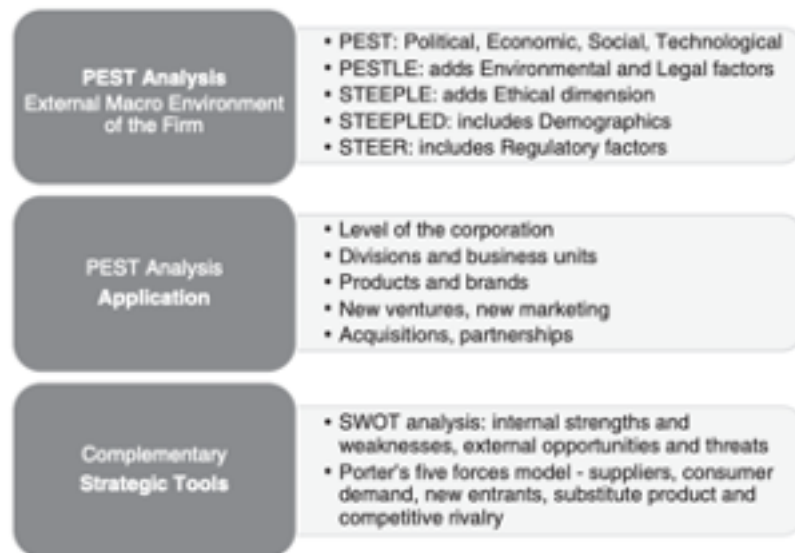 PEST Analysis
External Macro Environment
of the Firm
• PEST: Political, Economic, Social, Technological
• PESTLE: adds Environmental and Legal factors
• STEEPLE: adds Ethical dimension
• STEEPLED: includes Demographics
• STEER: includes Regulatory factors
PEST Analysis
Application
• Level of the corporation
• Divisions and business units
• Products and brands
• New ventures, new marketing
• Acquisitions, partnerships
Complementary
Strategic Tools
• SWOT analysis: internal strengths and
weaknesses, external opportunities and threats
• Porter's five forces model - suppliers, consumer
demand, new entrants, substitute product and
competitive rivalry